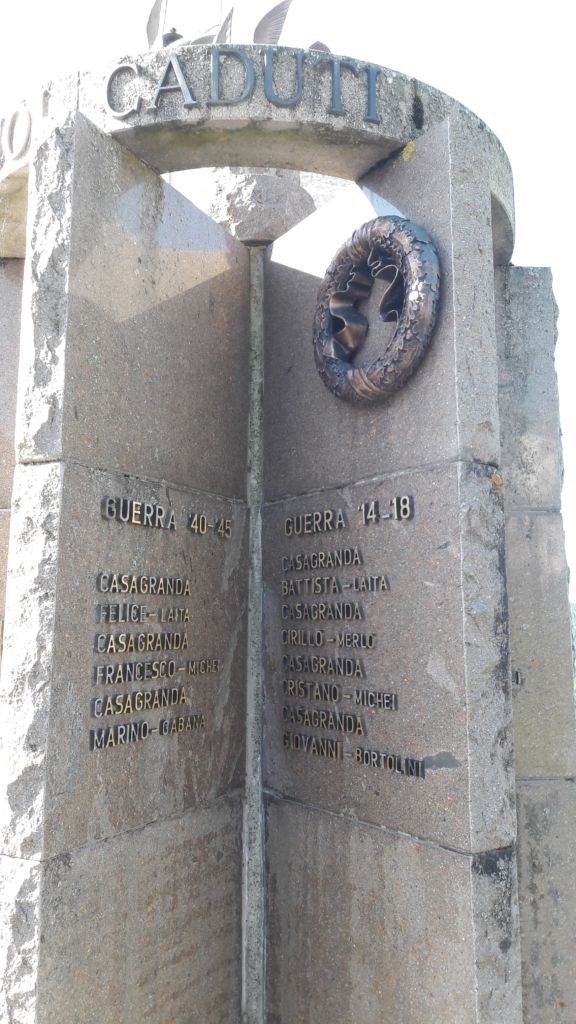 CADUTI
GUERRA '40-'45
CASAGRANDA
FELICE-LAITA
CASAGRANDA
FRANCESCO-MICHEI
CASAGRANDA
MARINO-GABANA
GUERRA '14-18
CASAGRANDA
BATTISTA-LAITA
CASAGRANDA
CIRILLO-MERLO
CASAGRANDA
CRISTANO-MICHEI
CASAGRANDA
GIOVANNI-BORTOLINI